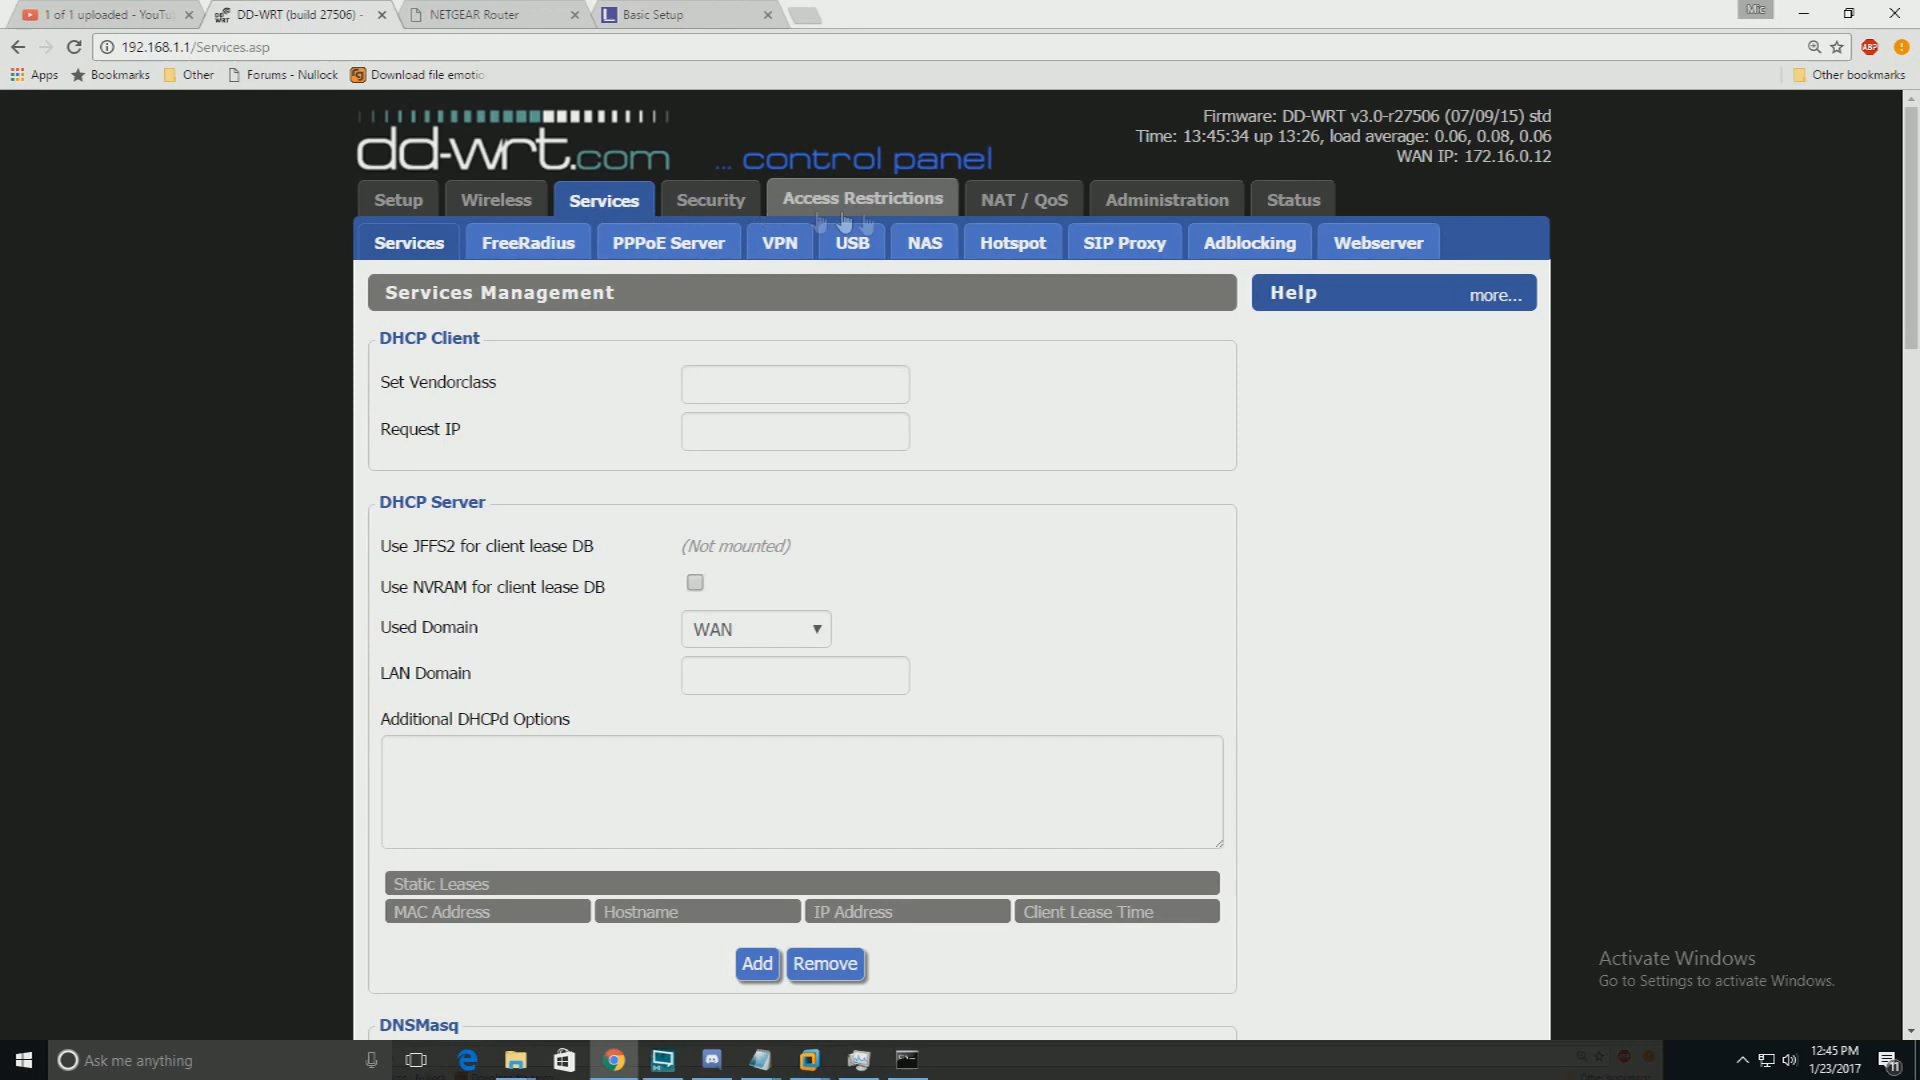 1 of 1 uploaded - YouTu
DD-WRT (build 27506) -
NETGEAR Router
Basic Setup
Mic
192.168.1.1/Services.asp
ABP
Apps
Bookmarks
Other
Forums - Nullock
Download file emotio
Other bookmarks
dd-wrt.com ... control panel
Firmware: DD-WRT v3.0-r27506 (07/09/15) std
Time: 13:45:34 up 13:26, load average: 0.06, 0.08, 0.06
WAN IP: 172.16.0.12
Setup
Wireless
Services
Security
Access Restrictions
NAT / QoS
Administration
Status
Services
FreeRadius
PPPoE Server
VPN
USB
NAS
Hotspot
SIP Proxy
Adblocking
Webserver
Services Management
Help
more...
DHCP Client
Set Vendorclass
Request IP
DHCP Server
Use JFFS2 for client lease DB
(Not mounted)
Use NVRAM for client lease DB
Used Domain
WAN
LAN Domain
Additional DHCPd Options
Static Leases
MAC Address
Hostname
IP Address
Client Lease Time
Add
Remove
DNSMasq
Activate Windows
Go to Settings to activate Windows.
Ask me anything
12:45 PM
1/23/2017
11